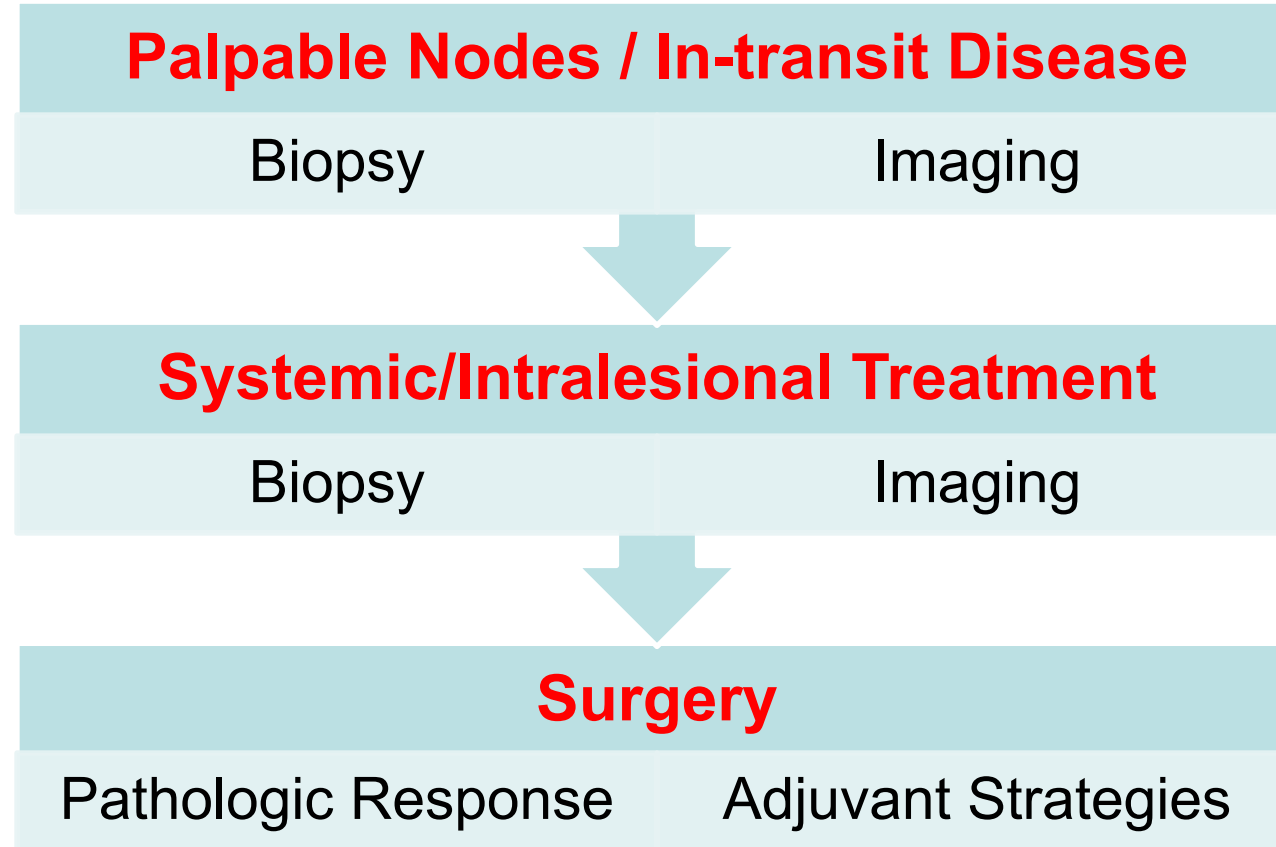 Palpable Nodes / In-transit Disease
Biopsy Imaging
Systemic/Intralesional Treatment
Biopsy Imaging
Surgery
Pathologic Response Adjuvant Strategies